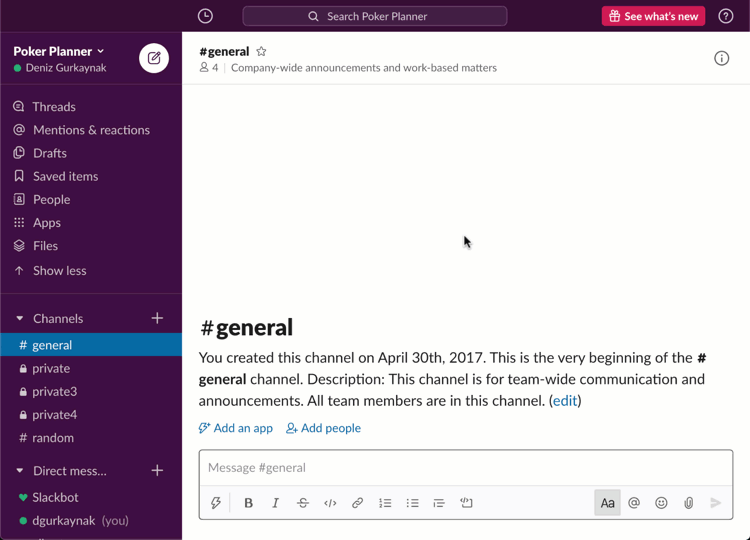 Search Poker Planner
See what's new
Poker Planner
Deniz Gurkaynak
Threads
Mentions & reactions
Drafts
Saved items
People
Apps
Files
Show less
Channels
# general
private
private3
private4
# random
Direct mess...
Slackbot
dgurkaynak (you)
#general
4 | Company-wide announcements and work-based matters
#general
You created this channel on April 30th, 2017. This is the very beginning of the #
general channel. Description: This channel is for team-wide communication and
announcements. All team members are in this channel. (edit)
Add an app Add people
Message #general
B I S </> Aa @